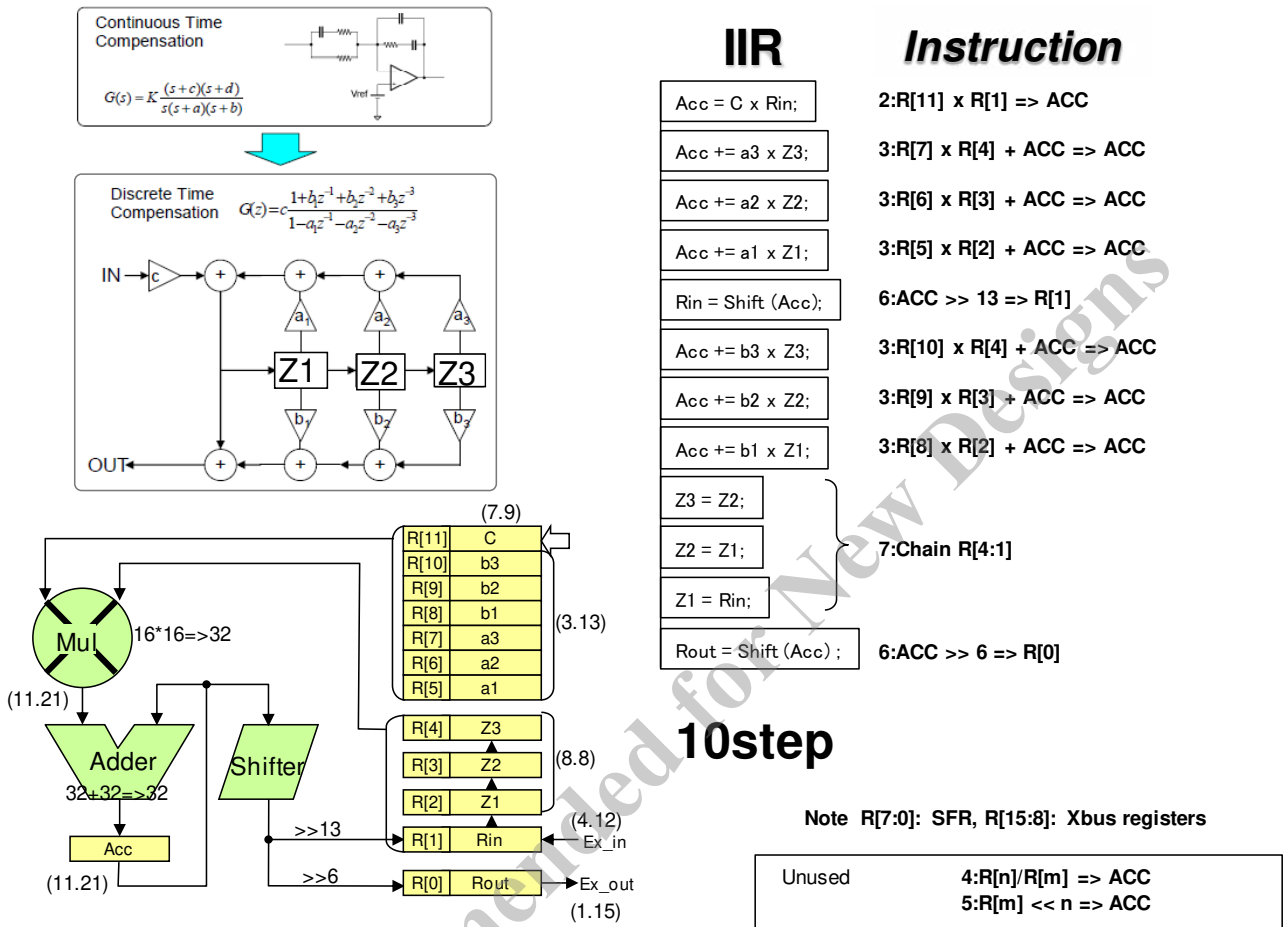 Continuous Time
Compensation
G(s) = K (s+c)(s+d) / s(s+a)(s+b)
Vref
Discrete Time
Compensation
G(z) = c (1+b₁z⁻¹+b₂z⁻²+b₃z⁻³) / (1−a₁z⁻¹−a₂z⁻²−a₃z⁻³)
IN
c
+
+
+
a₁
a₂
a₃
Z1
Z2
Z3
b₁
b₂
b₃
OUT
+
+
+
(7.9)
R[11] C
R[10] b3
R[9] b2
R[8] b1
R[7] a3
R[6] a2
R[5] a1
(3.13)
Mul
16*16=>32
(11.21)
R[4] Z3
R[3] Z2
R[2] Z1
(8.8)
Adder
32+32=>32
Shifter
(4.12)
>>13
R[1] Rin
Ex_in
Acc
(11.21)
>>6
R[0] Rout
Ex_out
(1.15)
IIR Instruction
Acc = C x Rin; 2:R[11] x R[1] => ACC
Acc += a3 x Z3; 3:R[7] x R[4] + ACC => ACC
Acc += a2 x Z2; 3:R[6] x R[3] + ACC => ACC
Acc += a1 x Z1; 3:R[5] x R[2] + ACC => ACC
Rin = Shift (Acc); 6:ACC >> 13 => R[1]
Acc += b3 x Z3; 3:R[10] x R[4] + ACC => ACC
Acc += b2 x Z2; 3:R[9] x R[3] + ACC => ACC
Acc += b1 x Z1; 3:R[8] x R[2] + ACC => ACC
Z3 = Z2;
Z2 = Z1; 7:Chain R[4:1]
Z1 = Rin;
Rout = Shift (Acc) ; 6:ACC >> 6 => R[0]
10step
Note R[7:0]: SFR, R[15:8]: Xbus registers
Unused 4:R[n]/R[m] => ACC
5:R[m] << n => ACC
mended for New Designs